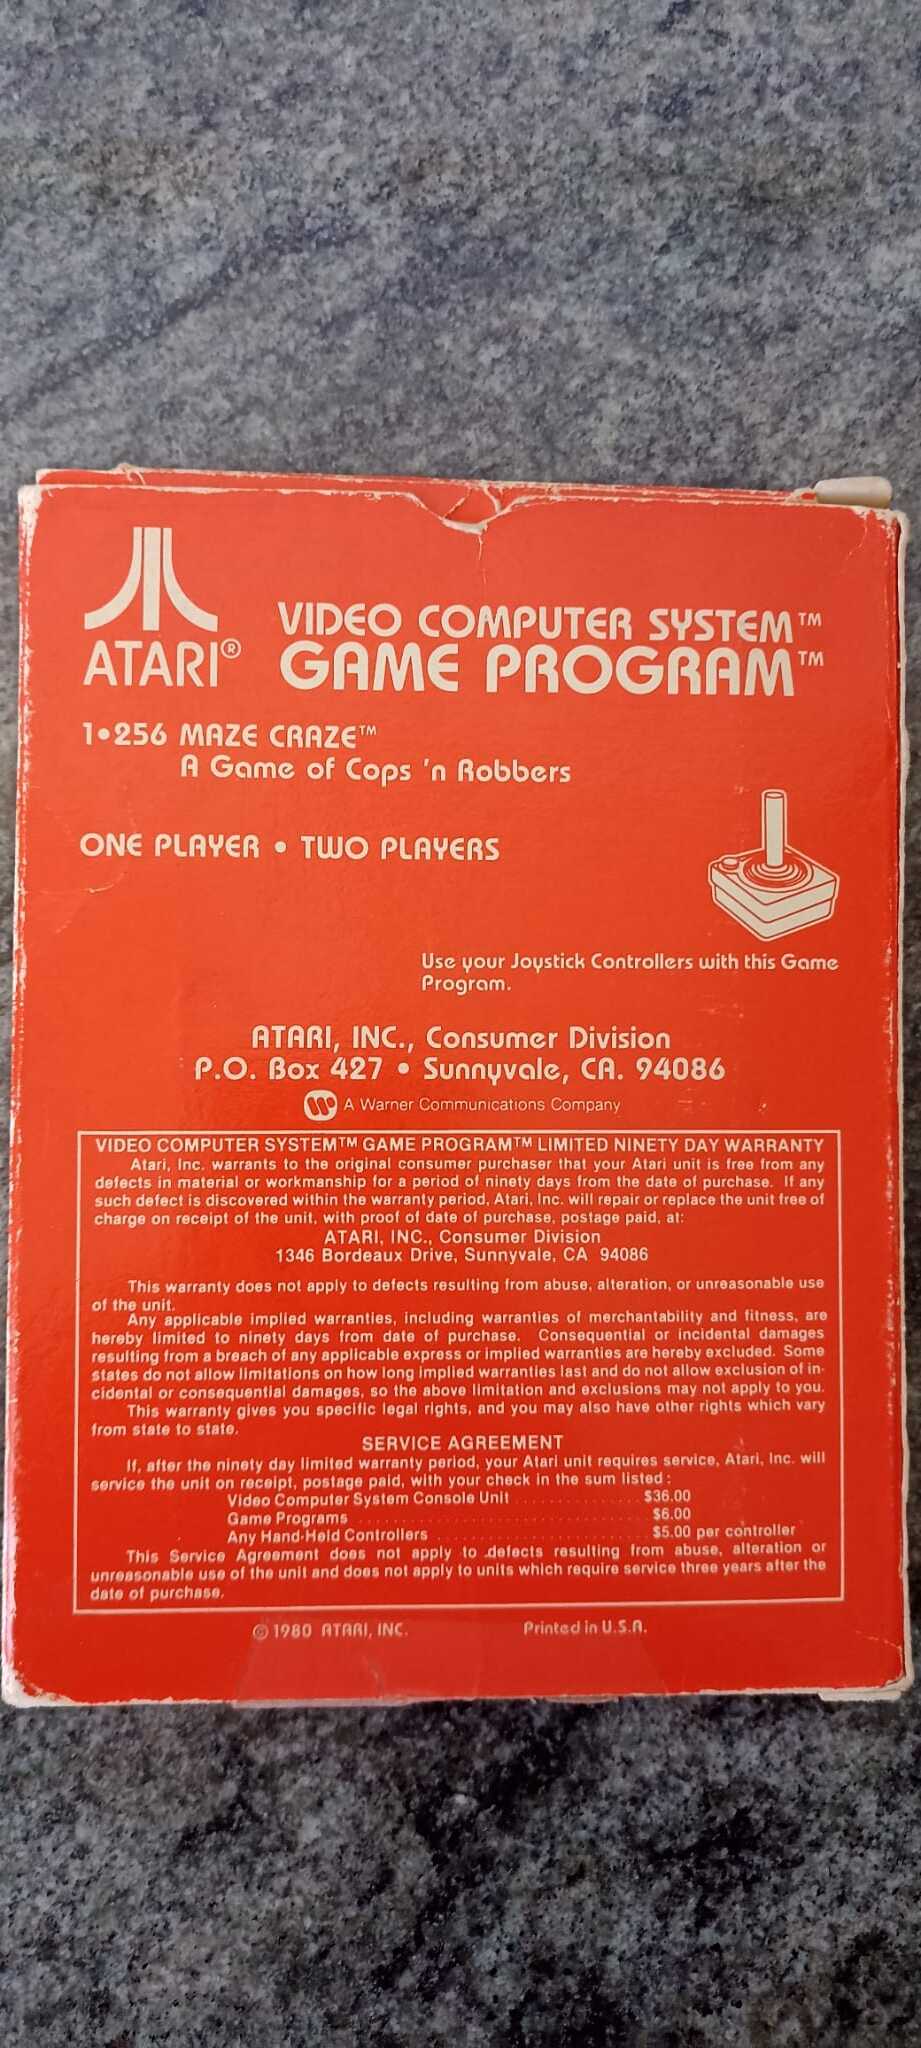 ATARI®
VIDEO COMPUTER SYSTEM™
GAME PROGRAM™
1•256 MAZE CRAZE™
A Game of Cops 'n Robbers
ONE PLAYER • TWO PLAYERS
Use your Joystick Controllers with this Game
Program.
ATARI, INC., Consumer Division
P.O. Box 427 • Sunnyvale, CA. 94086
A Warner Communications Company
VIDEO COMPUTER SYSTEM™ GAME PROGRAM™ LIMITED NINETY DAY WARRANTY
Atari, Inc. warrants to the original consumer purchaser that your Atari unit is free from any
defects in material or workmanship for a period of ninety days from the date of purchase. If any
such defect is discovered within the warranty period, Atari, Inc. will repair or replace the unit free of
charge on receipt of the unit, with proof of date of purchase, postage paid, at:
ATARI, INC., Consumer Division
1346 Bordeaux Drive, Sunnyvale, CA 94086
This warranty does not apply to defects resulting from abuse, alteration, or unreasonable use
of the unit.
Any applicable implied warranties, including warranties of merchantability and fitness, are
hereby limited to ninety days from date of purchase. Consequential or incidental damages
resulting from a breach of any applicable express or implied warranties are hereby excluded. Some
states do not allow limitations on how long implied warranties last and do not allow exclusion of in-
cidental or consequential damages, so the above limitation and exclusions may not apply to you.
This warranty gives you specific legal rights, and you may also have other rights which vary
from state to state.
SERVICE AGREEMENT
If, after the ninety day limited warranty period, your Atari unit requires service, Atari, Inc. will
service the unit on receipt, postage paid, with your check in the sum listed:
Video Computer System Console Unit . . . . . . . . . . . . . . . $36.00
Game Programs . . . . . . . . . . . . . . . . . . . . . . . . . . . . . . . . . . . $6.00
Any Hand-Held Controllers . . . . . . . . . . . . . . . . . . . . . . . . . $5.00 per controller
This Service Agreement does not apply to defects resulting from abuse, alteration or
unreasonable use of the unit and does not apply to units which require service three years after the
date of purchase.
© 1980 ATARI, INC. Printed in U.S.A.